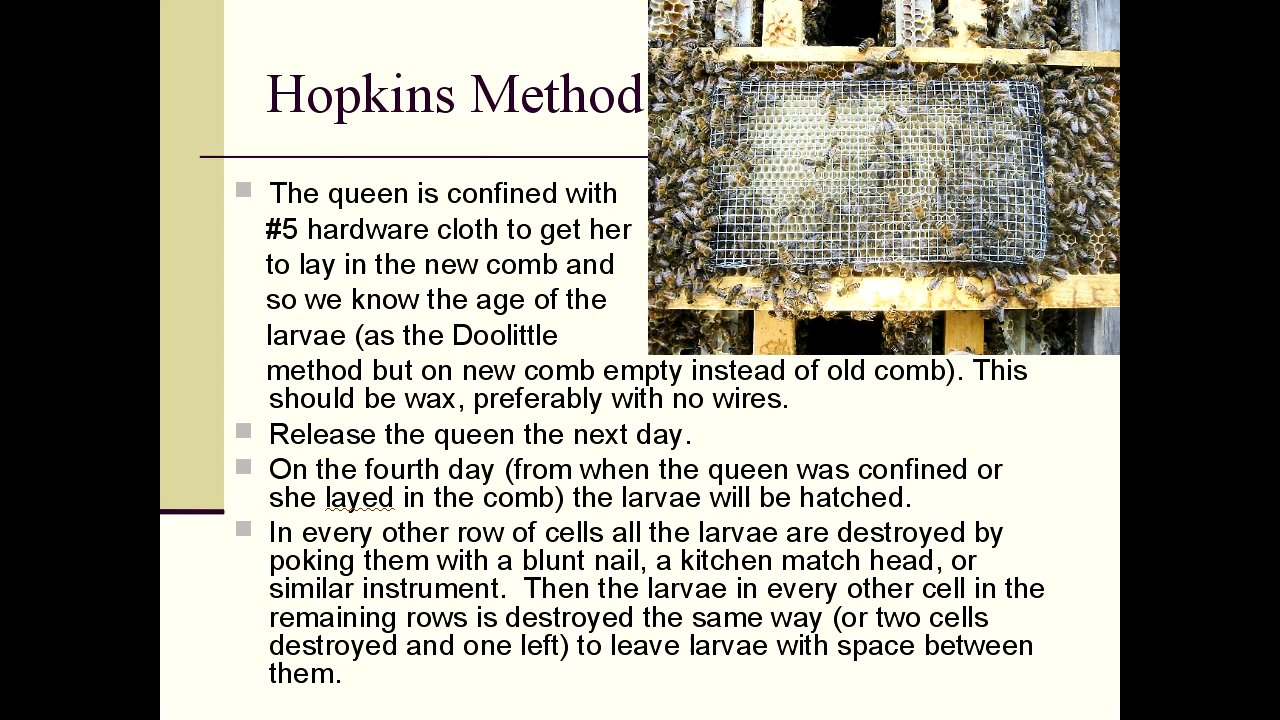 Hopkins Method
The queen is confined with
#5 hardware cloth to get her
to lay in the new comb and
so we know the age of the
larvae (as the Doolittle
method but on new comb empty instead of old comb). This
should be wax, preferably with no wires.
Release the queen the next day.
On the fourth day (from when the queen was confined or
she layed in the comb) the larvae will be hatched.
In every other row of cells all the larvae are destroyed by
poking them with a blunt nail, a kitchen match head, or
similar instrument.  Then the larvae in every other cell in the
remaining rows is destroyed the same way (or two cells
destroyed and one left) to leave larvae with space between
them.